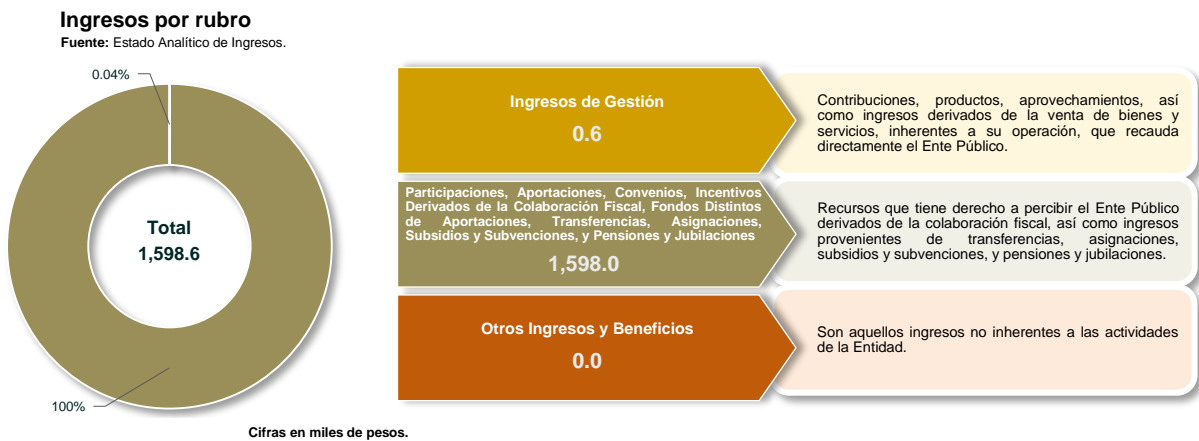 Ingresos por rubro
Fuente: Estado Analítico de Ingresos.
0.04%
Total
1,598.6
100%
Ingresos de Gestión
0.6
Contribuciones, productos, aprovechamientos, así
como ingresos derivados de la venta de bienes y
servicios, inherentes a su operación, que recauda
directamente el Ente Público.
Participaciones, Aportaciones, Convenios, Incentivos
Derivados de la Colaboración Fiscal, Fondos Distintos
de Aportaciones, Transferencias, Asignaciones,
Subsidios y Subvenciones, y Pensiones y Jubilaciones
1,598.0
Recursos que tiene derecho a percibir el Ente Público
derivados de la colaboración fiscal, así como ingresos
provenientes de transferencias, asignaciones,
subsidios y subvenciones, y pensiones y jubilaciones.
Otros Ingresos y Beneficios
0.0
Son aquellos ingresos no inherentes a las actividades
de la Entidad.
Cifras en miles de pesos.